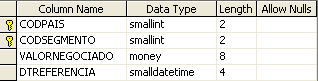 Column Name Data Type Length Allow Nulls
CODPAIS smallint 2
CODSEGMENTO smallint 2
VALORNEGOCIADO money 8
DTREFERENCIA smalldatetime 4